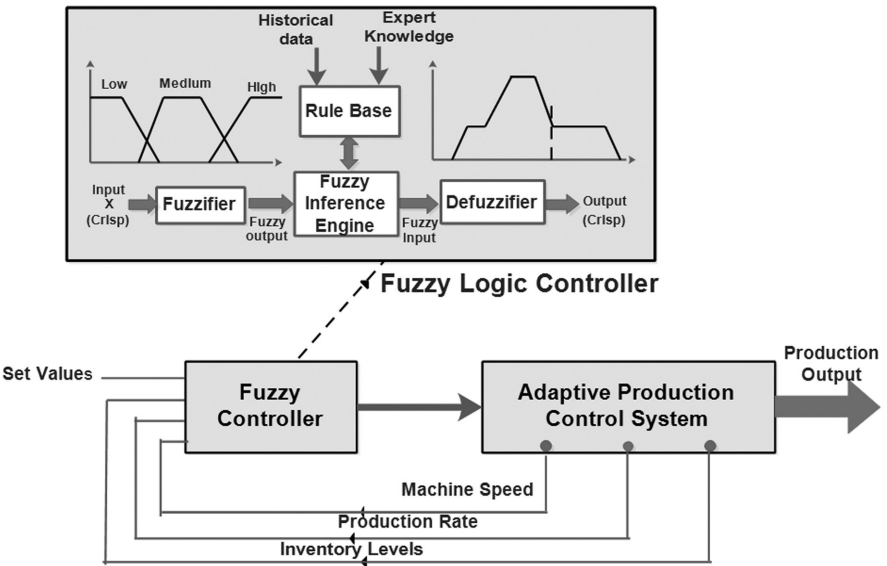 Historical
data
Expert
Knowledge
Low
Medium
High
Rule Base
Input
X
(Crisp)
Fuzzifier
Fuzzy
output
Fuzzy
Inference
Engine
Fuzzy
Input
Defuzzifier
Output
(Crisp)
Fuzzy Logic Controller
Set Values
Fuzzy
Controller
Adaptive Production
Control System
Production
Output
Machine Speed
Production Rate
Inventory Levels